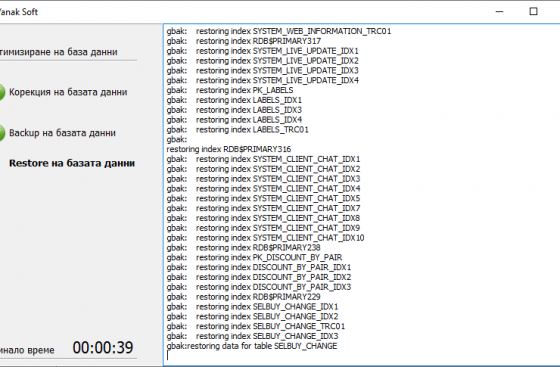 Yanak Soft
тимизиране на база данни
Корекция на базата данни
Backup на базата данни
Restore на базата данни
инало време 00:00:39
gbak: restoring index SYSTEM_WEB_INFORMATION_TRC01
gbak: restoring index RDB$PRIMARY317
gbak: restoring index SYSTEM_LIVE_UPDATE_IDX1
gbak: restoring index SYSTEM_LIVE_UPDATE_IDX2
gbak: restoring index SYSTEM_LIVE_UPDATE_IDX3
gbak: restoring index SYSTEM_LIVE_UPDATE_IDX4
gbak: restoring index PK_LABELS
gbak: restoring index LABELS_IDX1
gbak: restoring index LABELS_IDX3
gbak: restoring index LABELS_IDX4
gbak: restoring index LABELS_TRC01
gbak:
restoring index RDB$PRIMARY316
gbak: restoring index SYSTEM_CLIENT_CHAT_IDX1
gbak: restoring index SYSTEM_CLIENT_CHAT_IDX2
gbak: restoring index SYSTEM_CLIENT_CHAT_IDX3
gbak: restoring index SYSTEM_CLIENT_CHAT_IDX4
gbak: restoring index SYSTEM_CLIENT_CHAT_IDX5
gbak: restoring index SYSTEM_CLIENT_CHAT_IDX7
gbak: restoring index SYSTEM_CLIENT_CHAT_IDX8
gbak: restoring index SYSTEM_CLIENT_CHAT_IDX9
gbak: restoring index SYSTEM_CLIENT_CHAT_IDX10
gbak: restoring index RDB$PRIMARY238
gbak: restoring index PK_DISCOUNT_BY_PAIR
gbak: restoring index DISCOUNT_BY_PAIR_IDX1
gbak: restoring index DISCOUNT_BY_PAIR_IDX2
gbak: restoring index DISCOUNT_BY_PAIR_IDX3
gbak: restoring index RDB$PRIMARY229
gbak: restoring index SELBUY_CHANGE_IDX1
gbak: restoring index SELBUY_CHANGE_IDX2
gbak: restoring index SELBUY_CHANGE_TRC01
gbak: restoring index SELBUY_CHANGE_IDX3
gbak:restoring data for table SELBUY_CHANGE